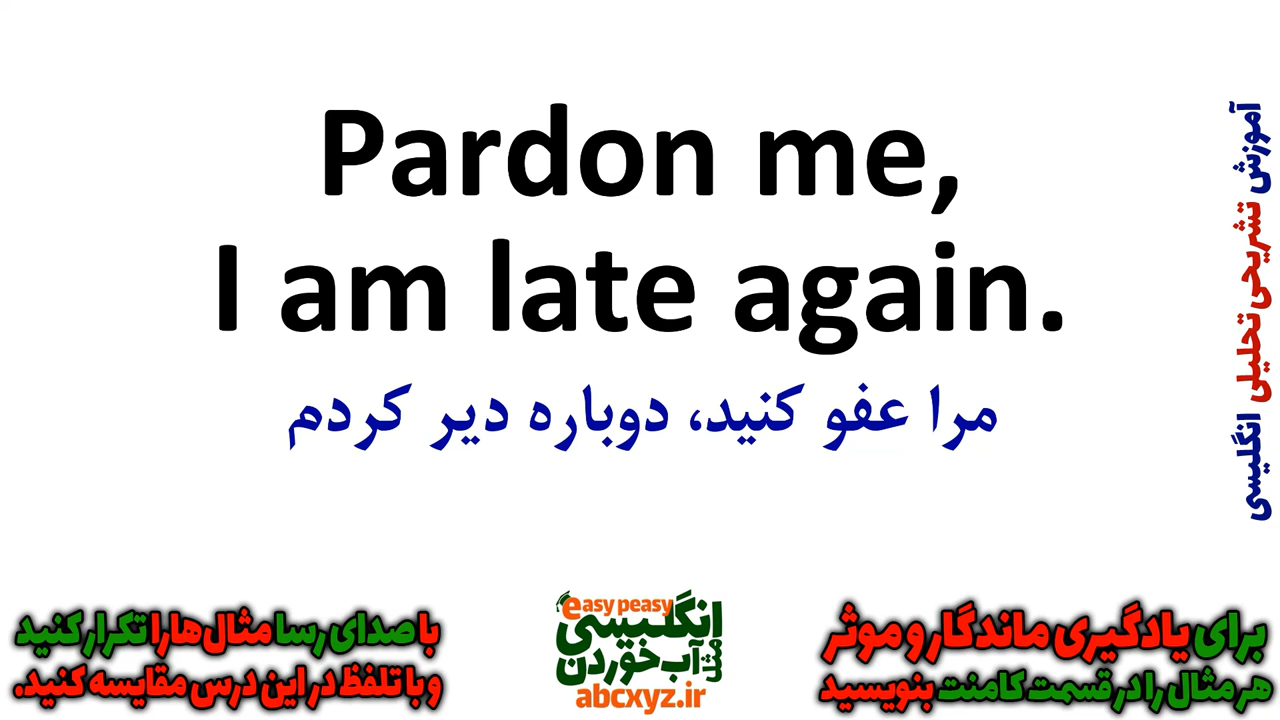 Pardon me,
I am late again.
مرا عفو کنید، دوباره دیر کردم
آموزش تشریحی تحلیلی انگلیسی
برای یادگیری ماندگار و موثر
هر مثال را در قسمت کامنت بنویسید
easy peasy
انگلیسی
مثل
آب خوردن
abcxyz.ir
با صدای رسا مثال‌ها را تکرار کنید
و با تلفظ در این درس مقایسه کنید.